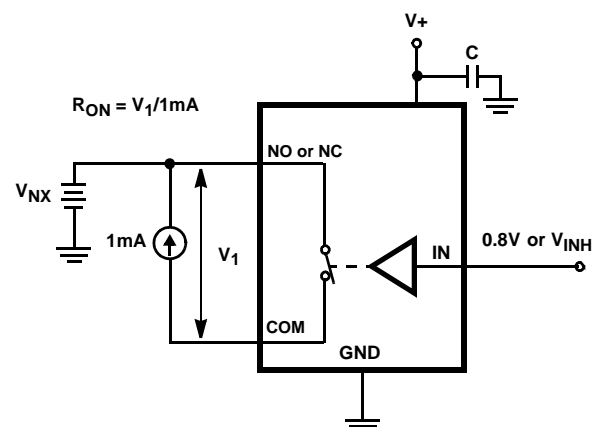 V+
C
R_ON = V_1/1mA
NO or NC
V_NX
1mA
V_1
IN
0.8V or V_INH
COM
GND